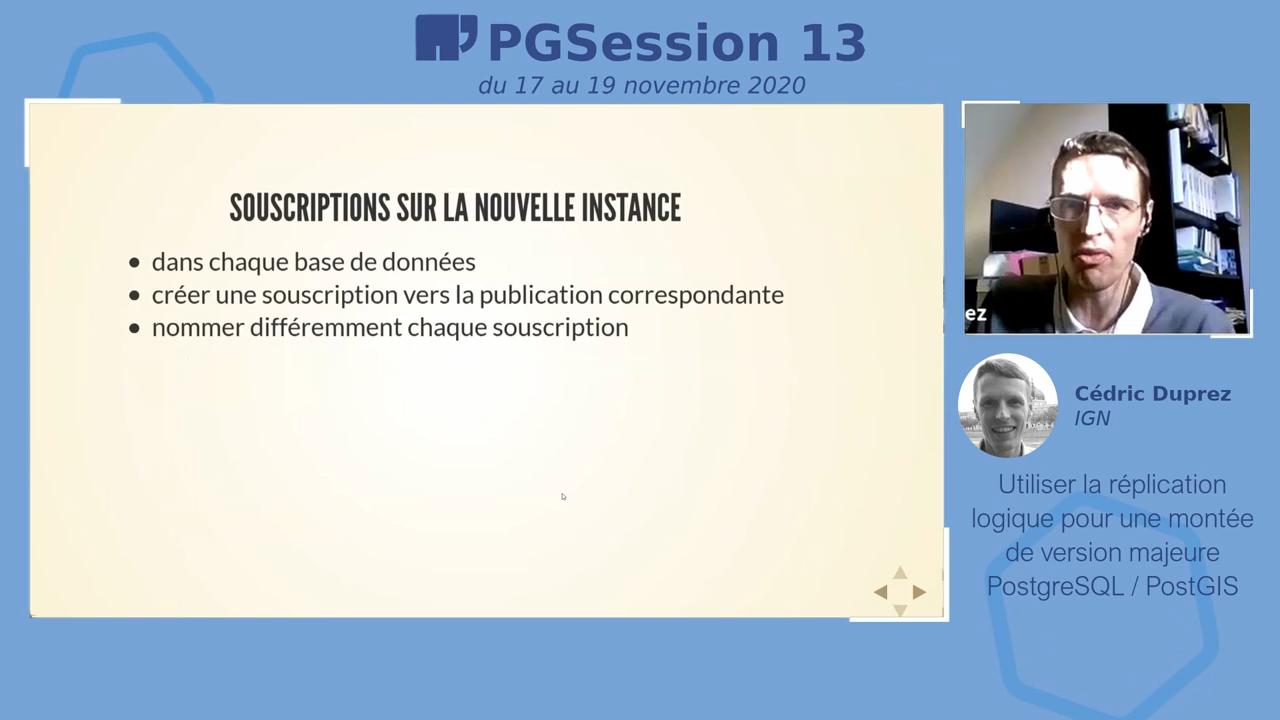 PGSession 13
du 17 au 19 novembre 2020
SOUSCRIPTIONS SUR LA NOUVELLE INSTANCE
dans chaque base de données
créer une souscription vers la publication correspondante
nommer différemment chaque souscription
ez
Cédric Duprez
IGN
Utiliser la réplication
logique pour une montée
de version majeure
PostgreSQL / PostGIS